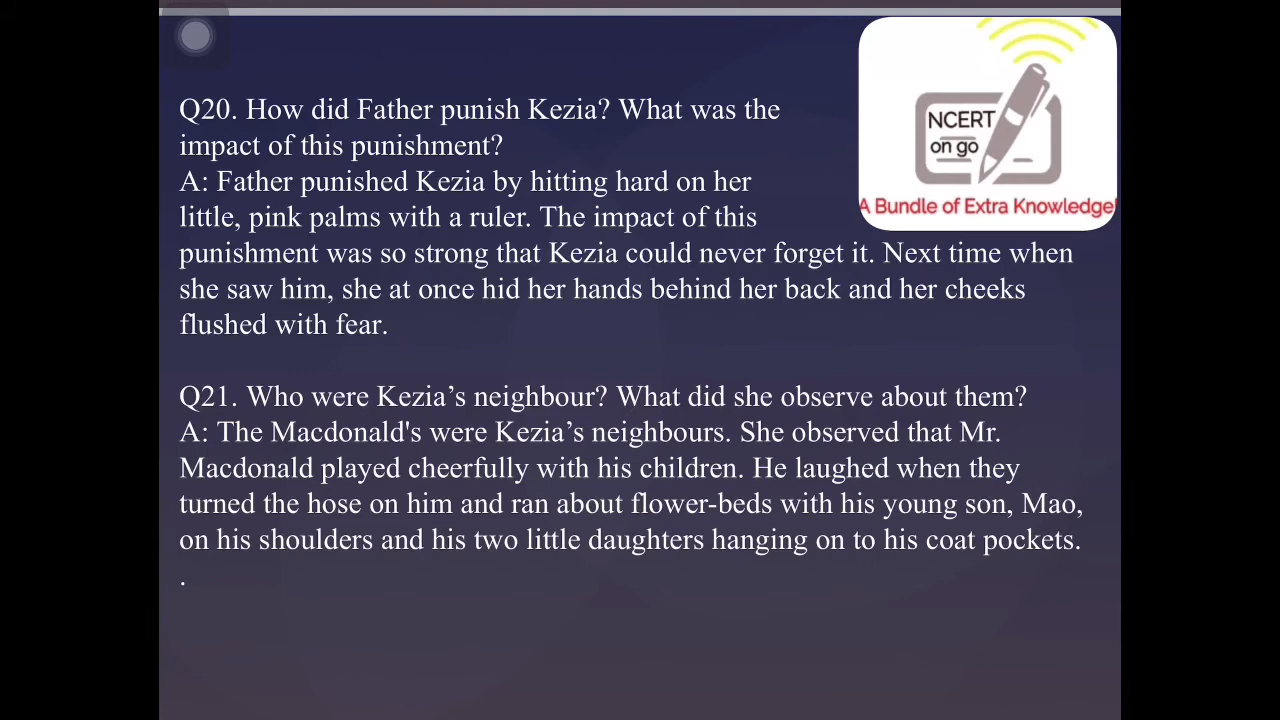 NCERT
on go
A Bundle of Extra Knowledge!
Q20. How did Father punish Kezia? What was the
impact of this punishment?
A: Father punished Kezia by hitting hard on her
little, pink palms with a ruler. The impact of this
punishment was so strong that Kezia could never forget it. Next time when
she saw him, she at once hid her hands behind her back and her cheeks
flushed with fear.
Q21. Who were Kezia’s neighbour? What did she observe about them?
A: The Macdonald's were Kezia’s neighbours. She observed that Mr.
Macdonald played cheerfully with his children. He laughed when they
turned the hose on him and ran about flower-beds with his young son, Mao,
on his shoulders and his two little daughters hanging on to his coat pockets.
.